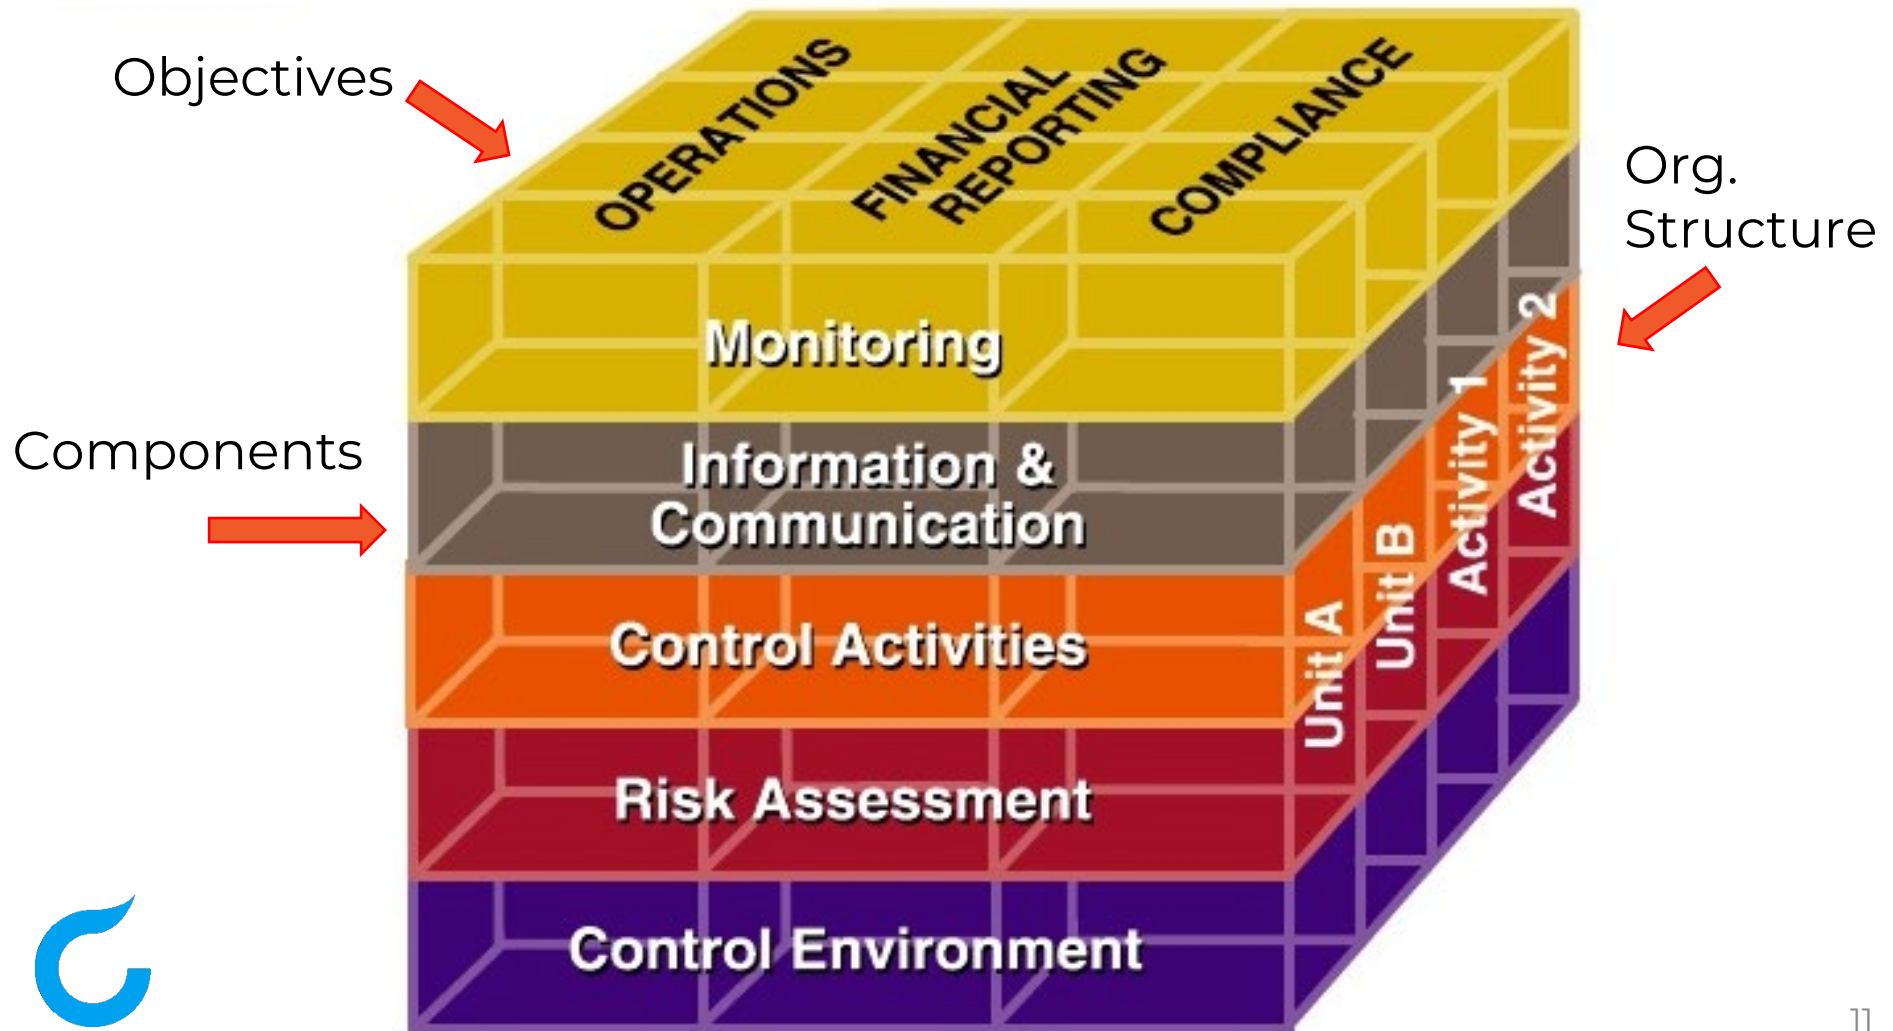 Objectives
OPERATIONS
FINANCIAL
REPORTING
COMPLIANCE
Org.
Structure
Components
Monitoring
Information &
Communication
Control Activities
Risk Assessment
Control Environment
Unit A
Unit B
Activity 1
Activity 2
11